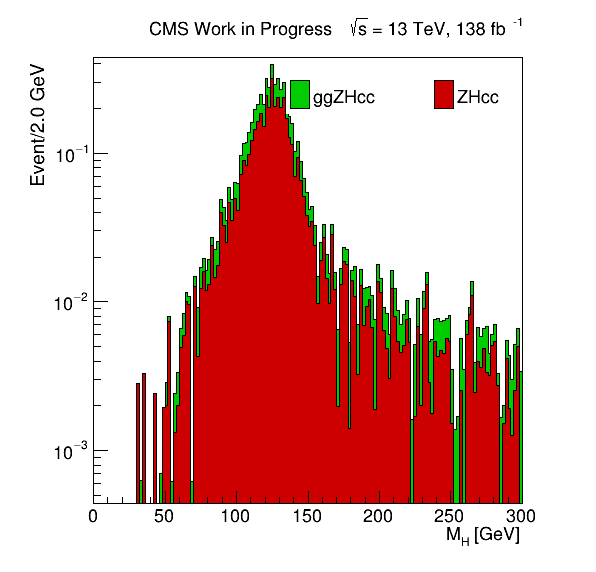 CMS Work in Progress √s = 13 TeV, 138 fb⁻¹
Event/2.0 GeV
ggZHcc ZHcc
10⁻¹
10⁻²
10⁻³
0 50 100 150 200 250 300
M_H [GeV]